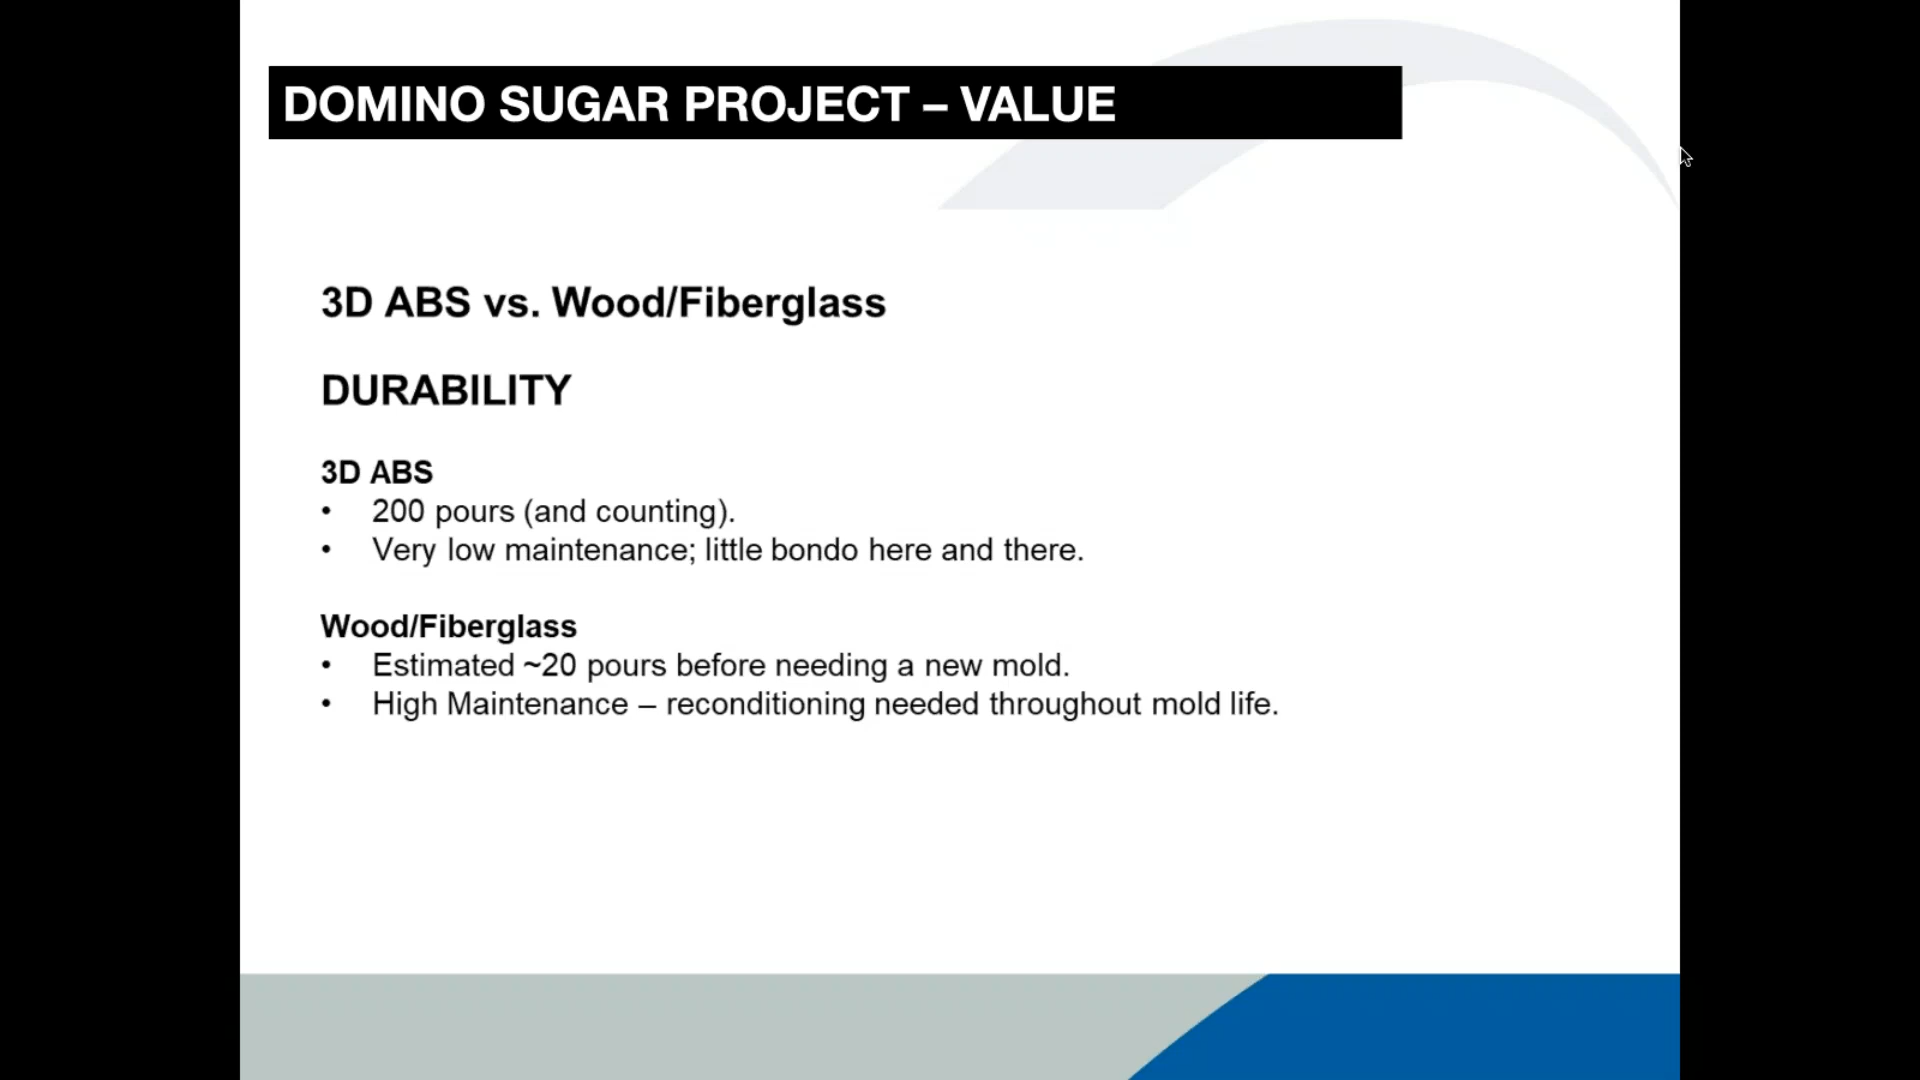 DOMINO SUGAR PROJECT – VALUE
3D ABS vs. Wood/Fiberglass
DURABILITY
3D ABS
• 200 pours (and counting).
• Very low maintenance; little bondo here and there.
Wood/Fiberglass
• Estimated ~20 pours before needing a new mold.
• High Maintenance – reconditioning needed throughout mold life.